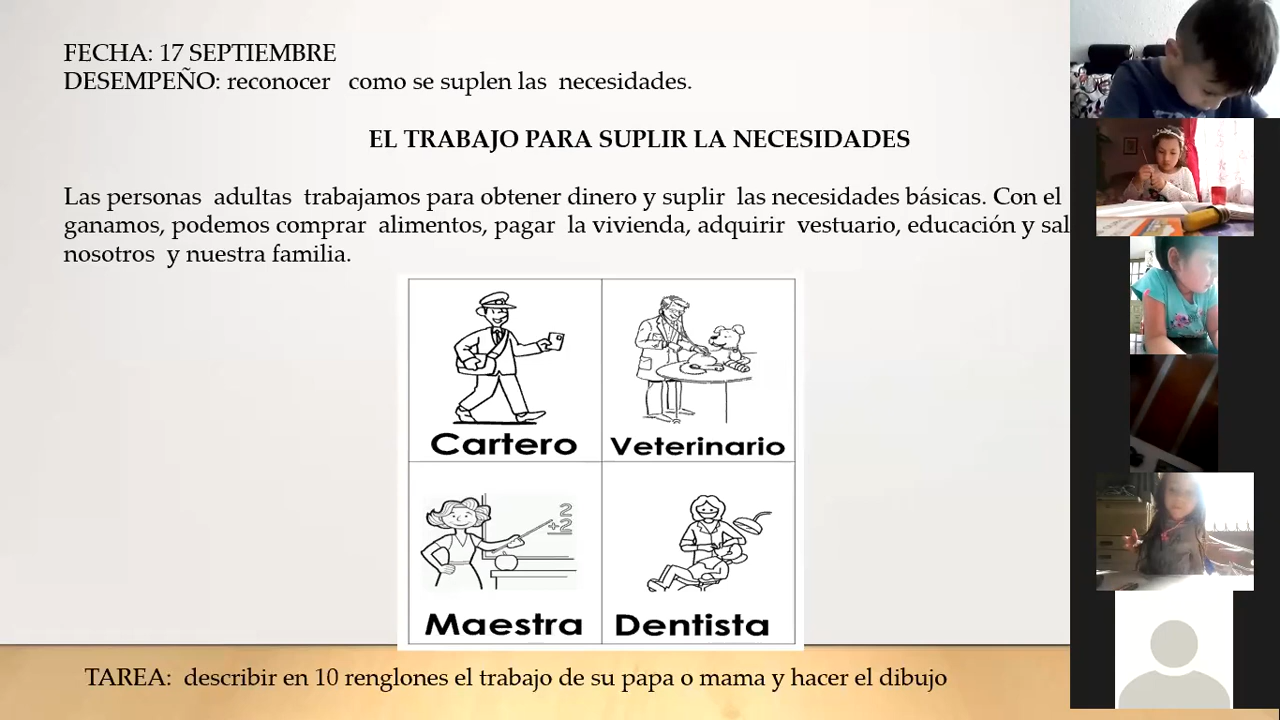 FECHA: 17 SEPTIEMBRE
DESEMPEÑO: reconocer como se suplen las necesidades.
EL TRABAJO PARA SUPLIR LA NECESIDADES
Las personas adultas trabajamos para obtener dinero y suplir las necesidades básicas. Con el
ganamos, podemos comprar alimentos, pagar la vivienda, adquirir vestuario, educación y sal
nosotros y nuestra familia.
Cartero
Veterinario
2
+2
Maestra
Dentista
TAREA: describir en 10 renglones el trabajo de su papa o mama y hacer el dibujo